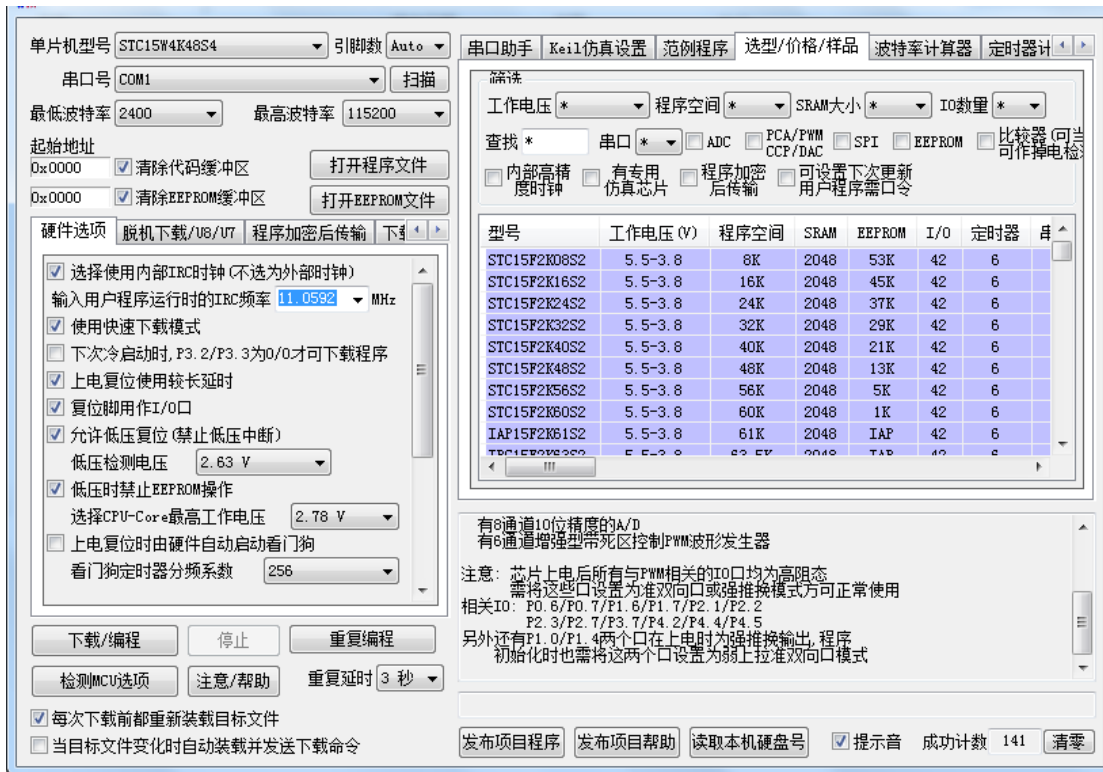 单片机型号 STC15W4K48S4 引脚数 Auto
串口号 COM1 扫描
最低波特率 2400 最高波特率 115200
起始地址
0x0000 清除代码缓冲区 打开程序文件
0x0000 清除EEPROM缓冲区 打开EEPROM文件
硬件选项 脱机下载/U8/U7 程序加密后传输
选择使用内部IRC时钟(不选为外部时钟)
输入用户程序运行时的IRC频率 11.0592 MHz
使用快速下载模式
下次冷启动时,P3.2/P3.3为0/0才可下载程序
上电复位使用较长延时
复位脚用作I/O口
允许低压复位(禁止低压中断)
低压检测电压 2.63 V
低压时禁止EEPROM操作
选择CPU-Core最高工作电压 2.78 V
上电复位时由硬件自动启动看门狗
看门狗定时器分频系数 256
下载/编程 停止 重复编程
检测MCU选项 注意/帮助 重复延时 3 秒
每次下载前都重新装载目标文件
当目标文件变化时自动装载并发送下载命令
串口助手 Keil仿真设置 范例程序 选型/价格/样品 波特率计算器 定时器计
筛选
工作电压 * 程序空间 * SRAM大小 * IO数量 *
查找 * 串口 * ADC PCA/PWM CCP/DAC SPI EEPROM 比较器(可当 可作掉电检
内部高精度时钟 有专用仿真芯片 程序加密后传输 可设置下次更新用户程序需口令
型号 工作电压(V) 程序空间 SRAM EEPROM I/O 定时器
STC15F2K08S2 5.5-3.8 8K 2048 53K 42 6
STC15F2K16S2 5.5-3.8 16K 2048 45K 42 6
STC15F2K24S2 5.5-3.8 24K 2048 37K 42 6
STC15F2K32S2 5.5-3.8 32K 2048 29K 42 6
STC15F2K40S2 5.5-3.8 40K 2048 21K 42 6
STC15F2K48S2 5.5-3.8 48K 2048 13K 42 6
STC15F2K56S2 5.5-3.8 56K 2048 5K 42 6
STC15F2K60S2 5.5-3.8 60K 2048 1K 42 6
IAP15F2K61S2 5.5-3.8 61K 2048 IAP 42 6
有8通道10位精度的A/D
有6通道增强型带死区控制PWM波形发生器
注意: 芯片上电后所有与PWM相关的IO口均为高阻态
需将这些口设置为准双向口或强推挽模式方可正常使用
相关IO: P0.6/P0.7/P1.6/P1.7/P2.1/P2.2
P2.3/P2.7/P3.7/P4.2/P4.4/P4.5
另外还有P1.0/P1.4两个口在上电时为强推挽输出,程序
初始化时也需将这两个口设置为弱上拉准双向口模式
发布项目程序 发布项目帮助 读取本机硬盘号 提示音 成功计数 141 清零